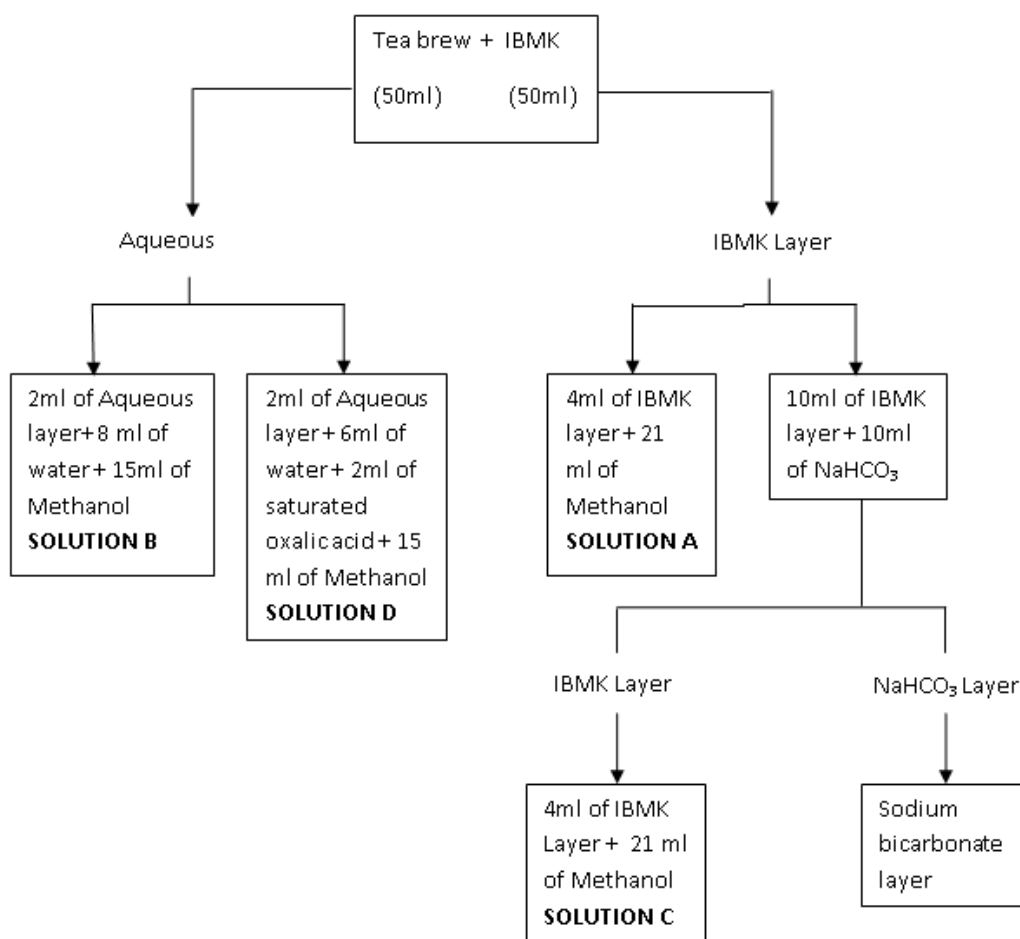 Tea brew + IBMK
(50ml) (50ml)
Aqueous
IBMK Layer
2ml of Aqueous
layer+8 ml of
water+ 15ml of
Methanol
SOLUTION B
2ml of Aqueous
layer+6ml of
water+ 2ml of
saturated
oxalic acid+ 15
ml of Methanol
SOLUTION D
4ml of IBMK
layer+ 21
ml of
Methanol
SOLUTION A
10ml of IBMK
layer+10ml
of NaHCO₃
IBMK Layer
NaHCO₃ Layer
4ml of IBMK
Layer+ 21 ml
of Methanol
SOLUTION C
Sodium
bicarbonate
layer